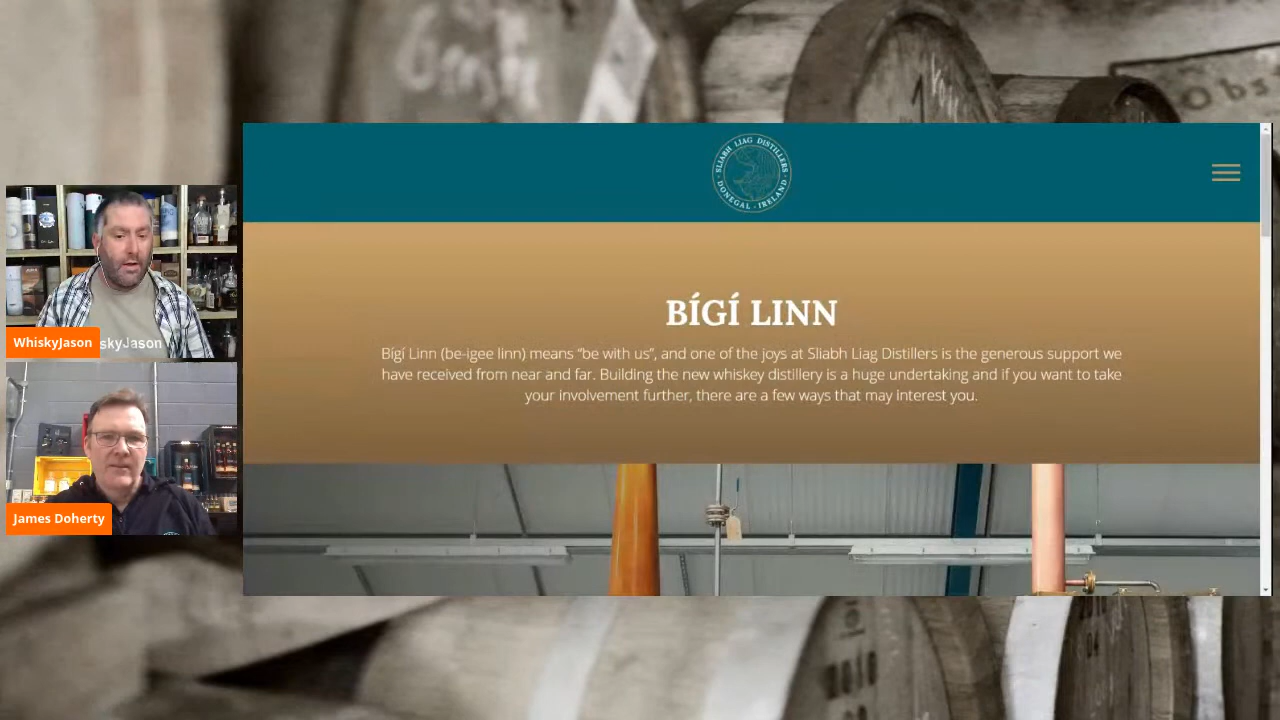 SLIABH LIAG DISTILLERS
DONEGAL · IRELAND
BÍGÍ LINN
Bígí Linn (be-igee linn) means “be with us”, and one of the joys at Sliabh Liag Distillers is the generous support we
have received from near and far. Building the new whiskey distillery is a huge undertaking and if you want to take
your involvement further, there are a few ways that may interest you.
WhiskyJason
skyJason
James Doherty